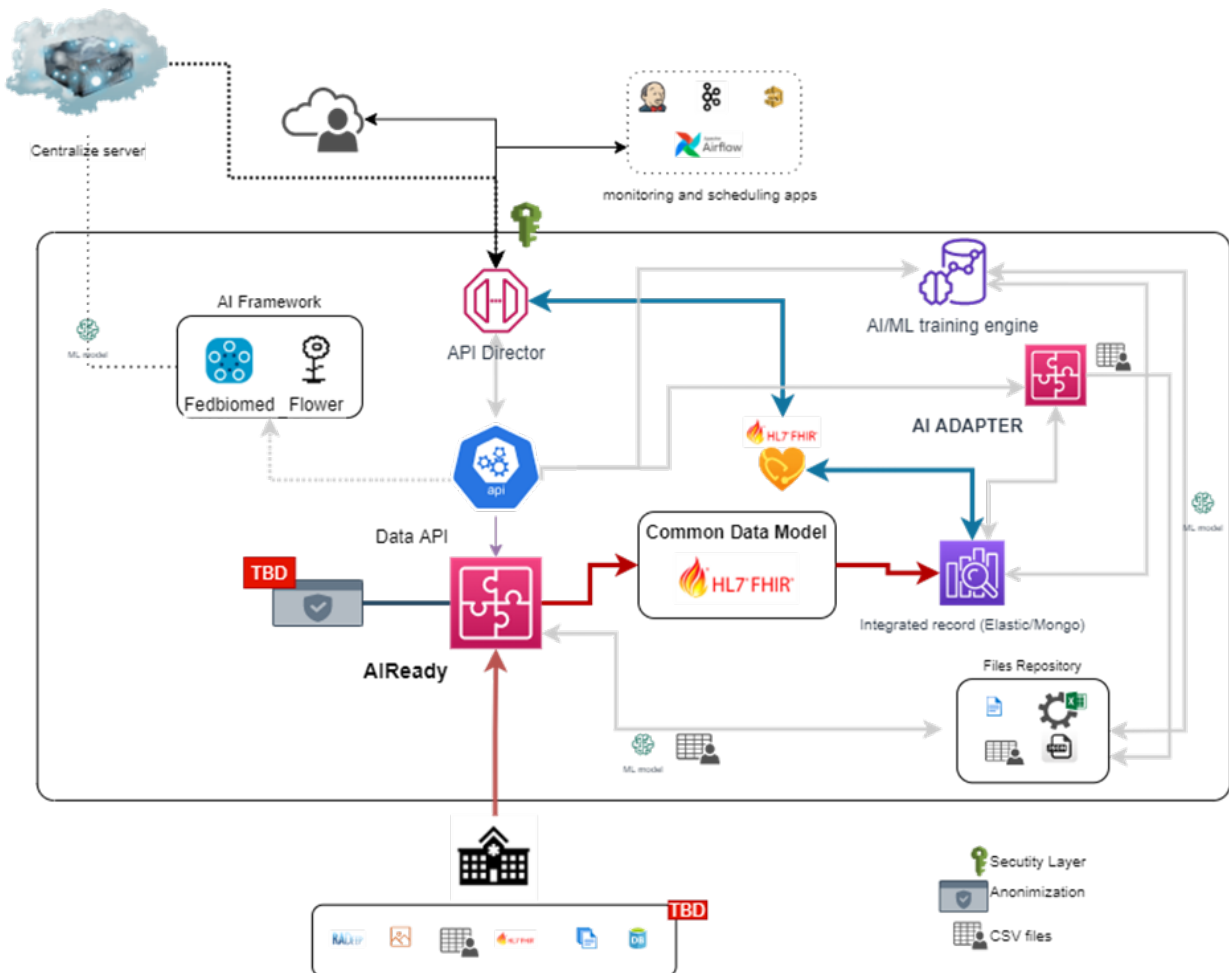 Centralize server
Apache
Airflow
monitoring and scheduling apps
AI Framework
ML model
Fedbiomed
Flower
API Director
AI/ML training engine
AI ADAPTER
HL7 FHIR
api
Data API
TBD
Common Data Model
HL7 FHIR
AIReady
Integrated record (Elastic/Mongo)
ML model
Files Repository
ML model
TBD
HL7 FHIR
DB
Secutity Layer
Anonimization
CSV files